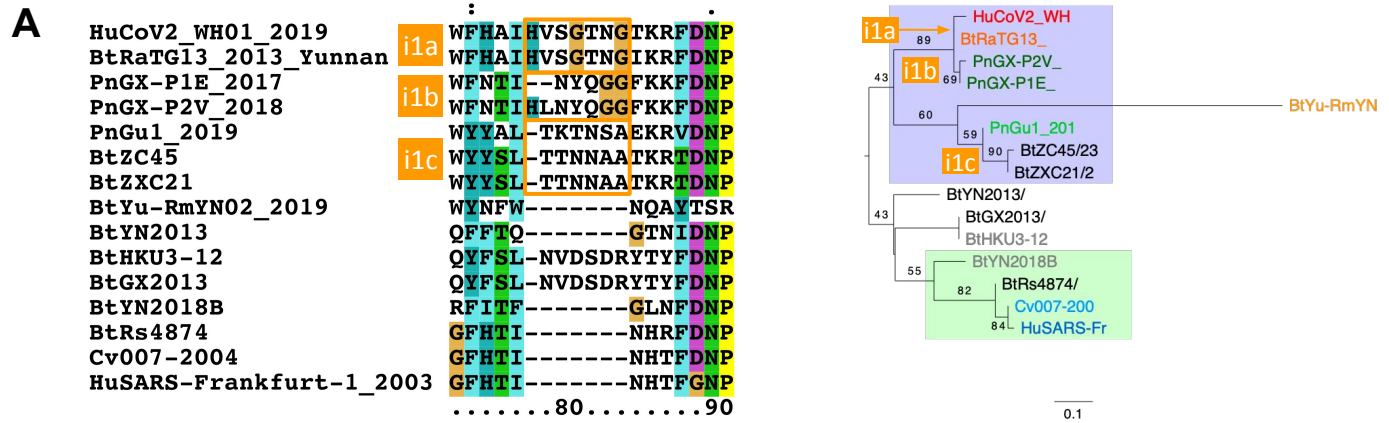 A
: .
HuCoV2_WH01_2019 WFHAIHVSGTNGTKRFDNP
i1a
BtRaTG13_2013_Yunnan WFHAIHVSGTNGIKRFDNP
PnGX-P1E_2017 WFNTI--NYQGGFKKFDNP
i1b
PnGX-P2V_2018 WFNTIHLNYQGGFKKFDNP
PnGu1_2019 WYYAL-TKTNSAEKRVDNP
i1c
BtZC45 WYYSL-TTNNAATKRTDNP
BtZXC21 WYYSL-TTNNAATKRTDNP
BtYu-RmYN02_2019 WYNFW-------NQAYTSR
BtYN2013 QFFTQ-------GTNIDNP
BtHKU3-12 QYFSL-NVDSDRYTYFDNP
BtGX2013 QYFSL-NVDSDRYTYFDNP
BtYN2018B RFITF-------GLNFDNP
BtRs4874 GFHTI-------NHRFDNP
Cv007-2004 GFHTI-------NHTFDNP
HuSARS-Frankfurt-1_2003 GFHTI-------NHTFGNP
.......80........90
HuCoV2_WH
i1a
89
BtRaTG13_
i1b
PnGX-P2V_
43
69
PnGX-P1E_
BtYu-RmYN
60
59
PnGu1_201
i1c
90
BtZC45/23
BtZXC21/2
BtYN2013/
43
BtGX2013/
BtHKU3-12
BtYN2018B
55
82
BtRs4874/
Cv007-200
84
HuSARS-Fr
0.1